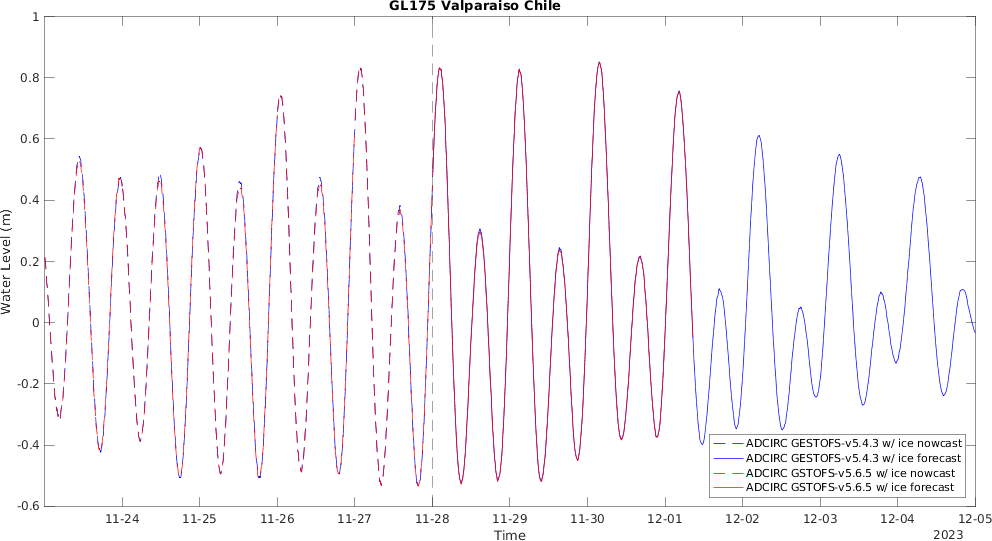 GL175 Valparaiso Chile
Water Level (m)
1
0.8
0.6
0.4
0.2
0
-0.2
-0.4
-0.6
ADCIRC GESTOFS-v5.4.3 w/ ice nowcast
ADCIRC GESTOFS-v5.4.3 w/ ice forecast
ADCIRC GSTOFS-v5.6.5 w/ ice nowcast
ADCIRC GSTOFS-v5.6.5 w/ ice forecast
11-24 11-25 11-26 11-27 11-28 11-29 11-30 12-01 12-02 12-03 12-04 12-05
Time
2023